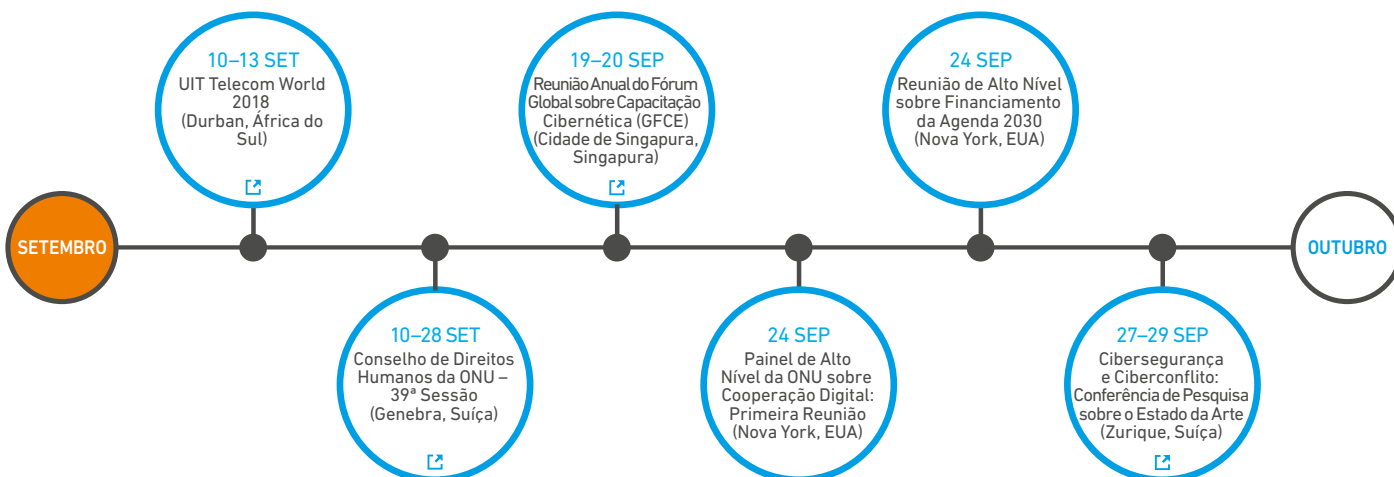 SETEMBRO
10–13 SET
UIT Telecom World
2018
(Durban, África do
Sul)
10–28 SET
Conselho de Direitos
Humanos da ONU –
39ª Sessão
(Genebra, Suíça)
19–20 SEP
Reunião Anual do Fórum
Global sobre Capacitação
Cibernética (GFCE)
(Cidade de Singapura,
Singapura)
24 SEP
Painel de Alto
Nível da ONU sobre
Cooperação Digital:
Primeira Reunião
(Nova York, EUA)
24 SEP
Reunião de Alto Nível
sobre Financiamento
da Agenda 2030
(Nova York, EUA)
27–29 SEP
Cibersegurança
e Ciberconflito:
Conferência de Pesquisa
sobre o Estado da Arte
(Zurique, Suíça)
OUTUBRO